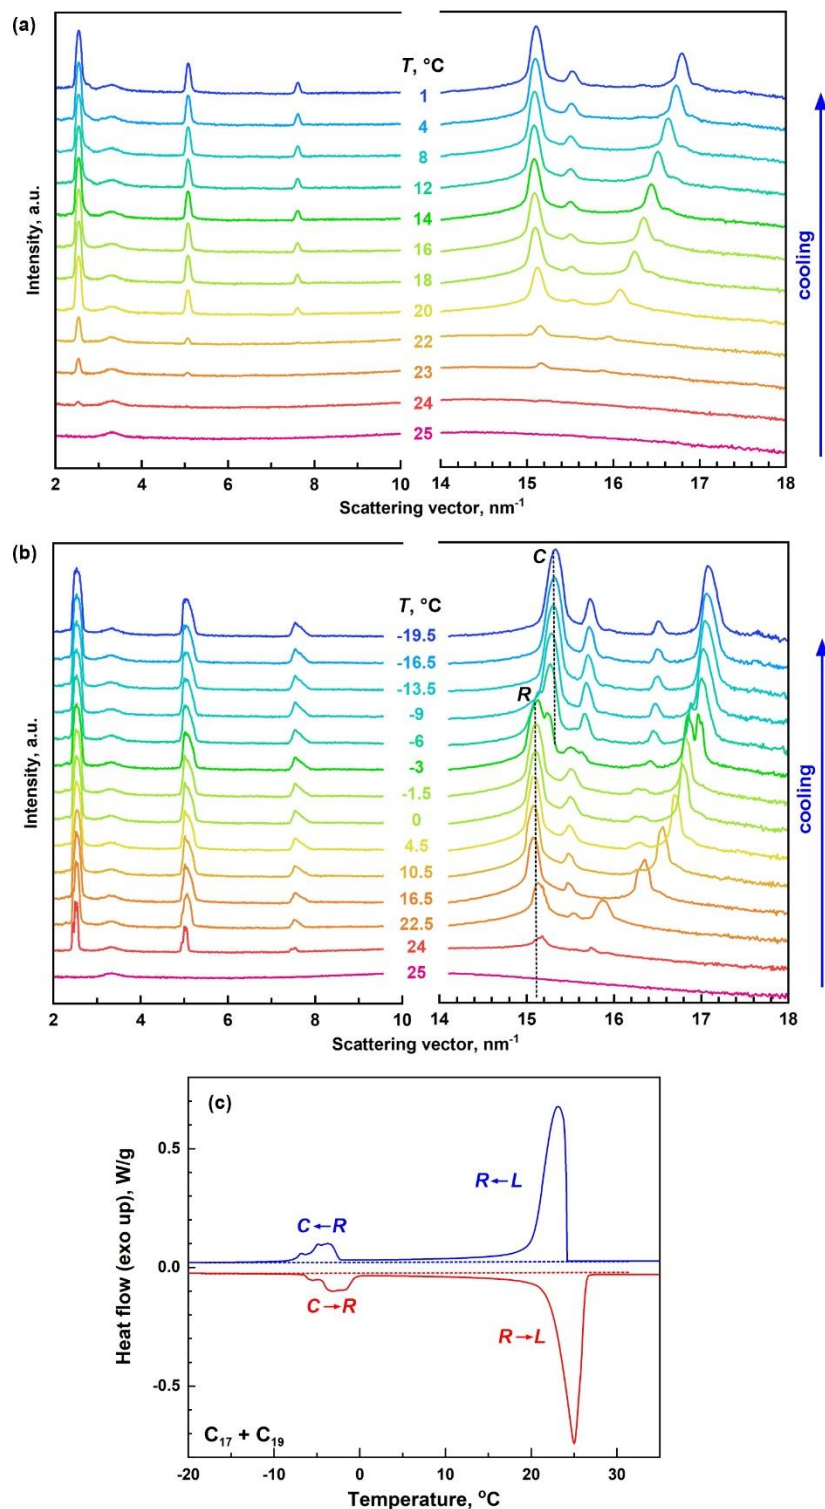 (a)
T, °C
1
4
8
12
14
16
18
20
22
23
24
25
Intensity, a.u.
cooling
2 4 6 8 10 14 15 16 17 18
Scattering vector, nm-1
(b)
C
T, °C
-19.5
-16.5
-13.5
-9
R
-6
-3
-1.5
0
4.5
10.5
16.5
22.5
24
25
Intensity, a.u.
cooling
2 4 6 8 10 14 15 16 17 18
Scattering vector, nm-1
(c)
0.5
R←L
C←R
0.0
C→R
R→L
-0.5
Heat flow (exo up), W/g
C17 + C19
-20 -10 0 10 20 30
Temperature, °C